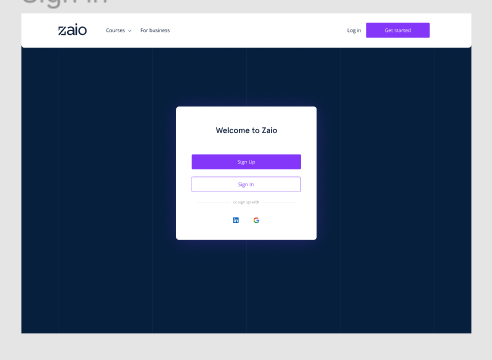 Sign In
zaio
Courses
For business
Log in
Get started
Welcome to Zaio
Sign Up
Sign In
or sign up with